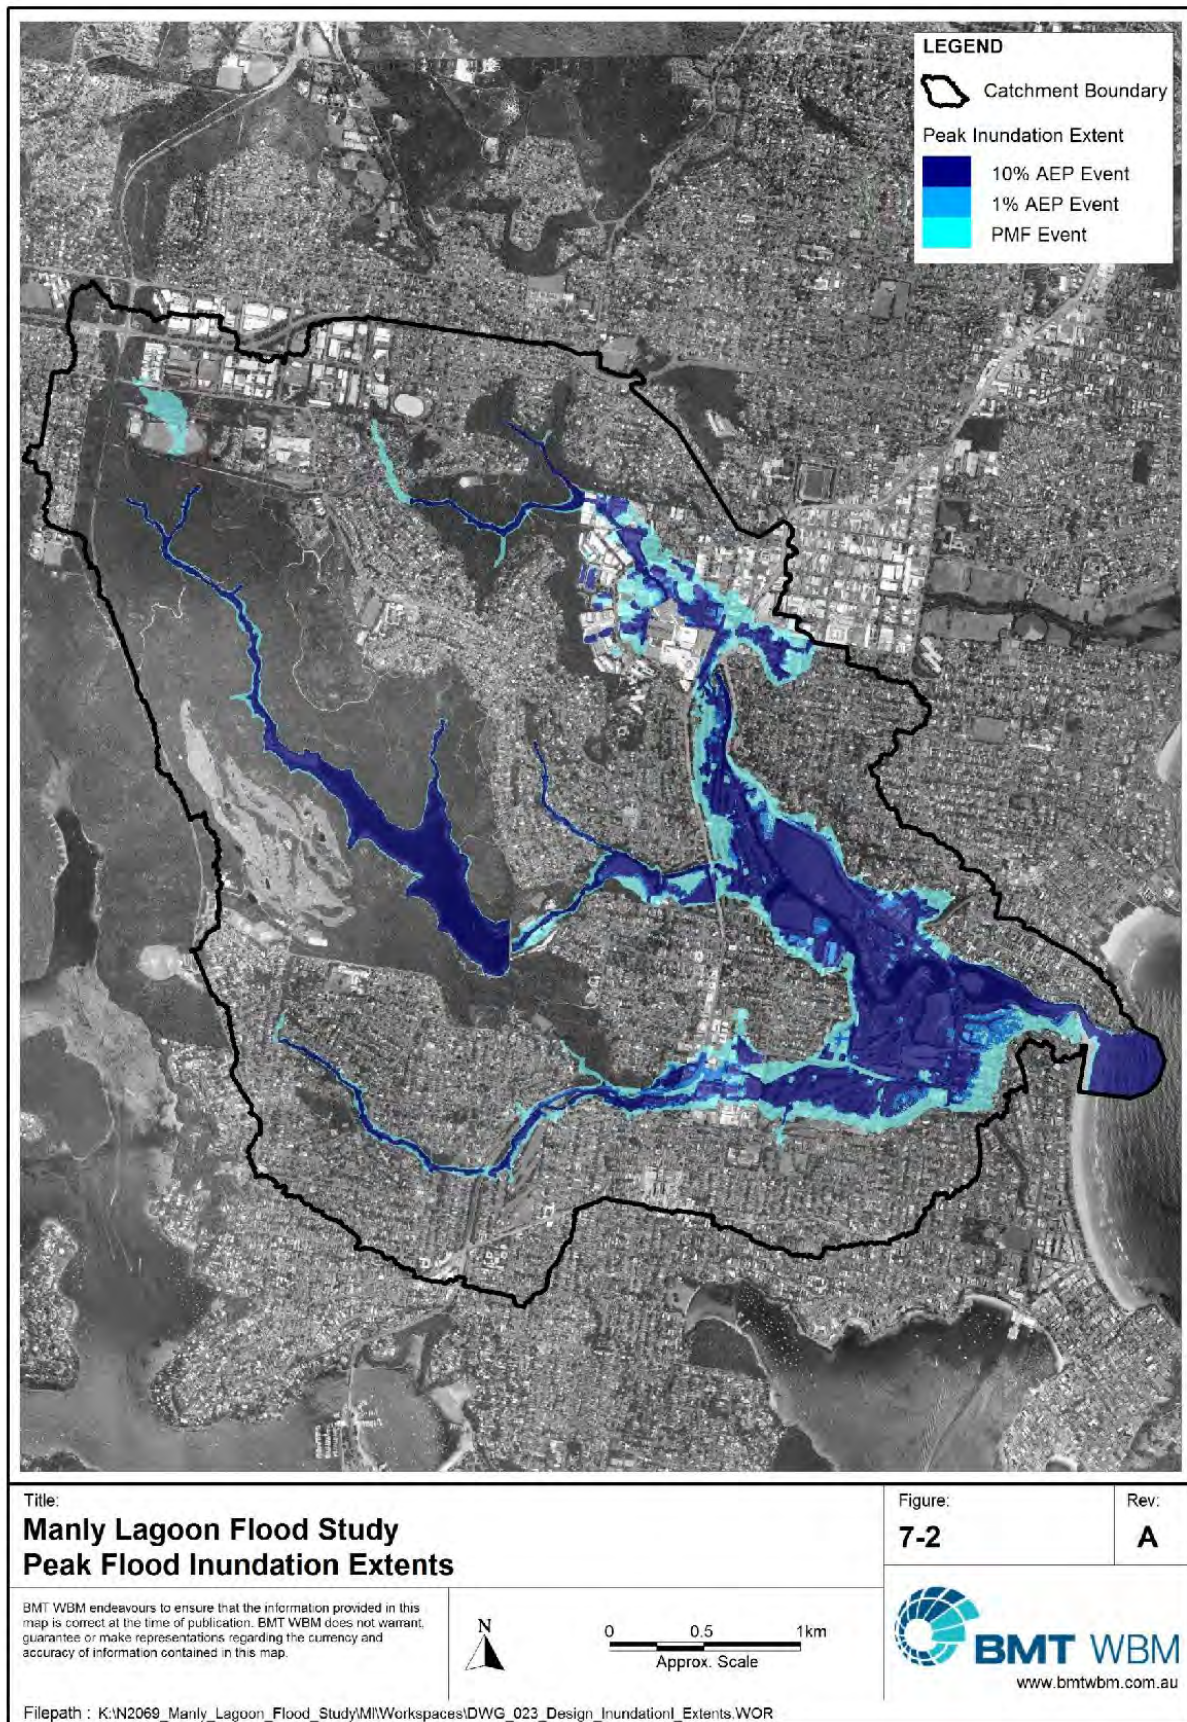 LEGEND
Catchment Boundary
Peak Inundation Extent
10% AEP Event
1% AEP Event
PMF Event
Title:
Manly Lagoon Flood Study
Peak Flood Inundation Extents
Figure:
7-2
Rev:
A
BMT WBM endeavours to ensure that the information provided in this
map is correct at the time of publication. BMT WBM does not warrant,
guarantee or make representations regarding the currency and
accuracy of information contained in this map.
N
0 0.5 1km
Approx. Scale
BMT WBM
www.bmtwbm.com.au
Filepath : K:\N2069_Manly_Lagoon_Flood_Study\MI\Workspaces\DWG_023_Design_Inundationl_Extents.WOR